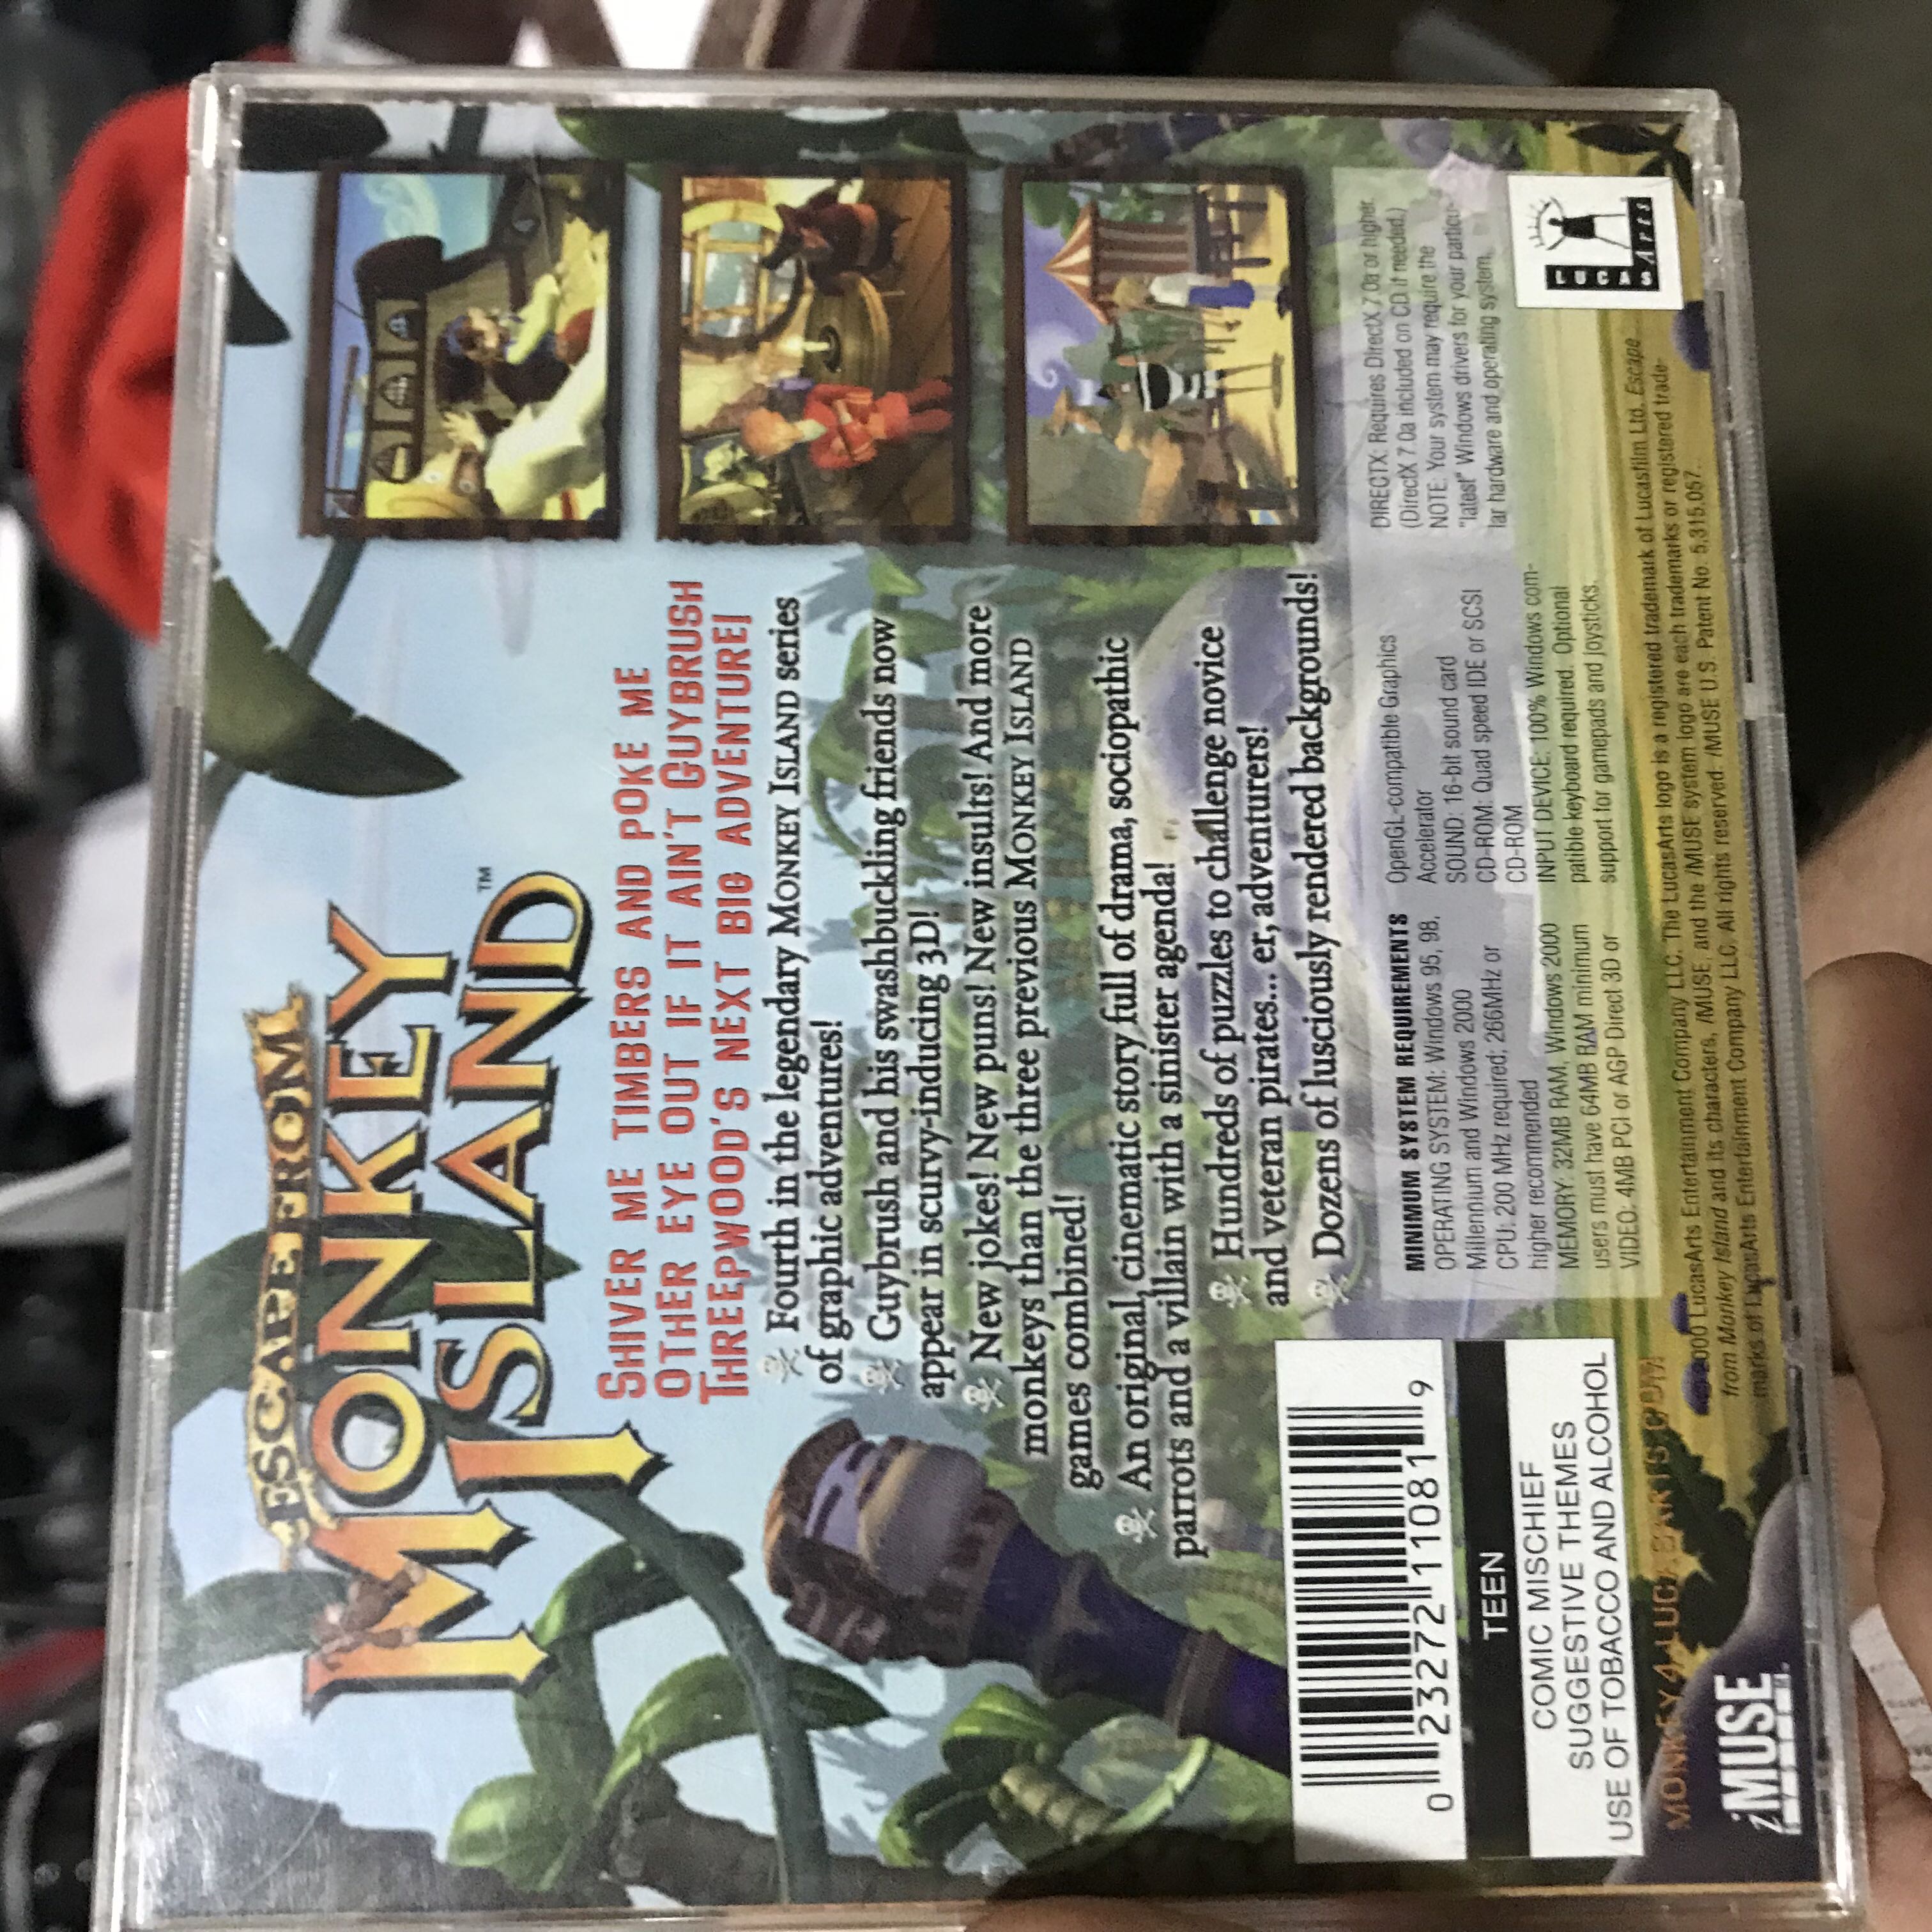 ESCAPE FROM
MONKEY
ISLAND™
SHIVER ME TIMBERS AND POKE ME
OTHER EYE OUT IF IT AIN'T GUYBRUSH
THREEPWOOD'S NEXT BIG ADVENTURE!
Fourth in the legendary MONKEY ISLAND series
of graphic adventures!
Guybrush and his swashbuckling friends now
appear in scurvy-inducing 3D!
New jokes! New puns! New insults! And more
monkeys than the three previous MONKEY ISLAND
games combined!
An original, cinematic story full of drama, sociopathic
parrots and a villain with a sinister agenda!
Hundreds of puzzles to challenge novice
and veteran pirates... er, adventurers!
Dozens of lusciously rendered backgrounds!
0 23272 11081 9
TEEN
COMIC MISCHIEF
SUGGESTIVE THEMES
USE OF TOBACCO AND ALCOHOL
MINIMUM SYSTEM REQUIREMENTS
OPERATING SYSTEM: Windows 95, 98,
Millennium and Windows 2000
CPU: 200 MHz required; 266MHz or
higher recommended
MEMORY: 32MB RAM, Windows 2000
users must have 64MB RAM minimum
VIDEO: 4MB PCI or AGP Direct 3D or
OpenGL-compatible Graphics
Accelerator
SOUND: 16-bit sound card
CD-ROM: Quad speed IDE or SCSI
CD-ROM
INPUT DEVICE: 100% Windows com-
patible keyboard required. Optional
support for gamepads and joysticks.
DIRECTX: Requires DirectX 7.0a or higher.
(DirectX 7.0a included on CD if needed.)
NOTE: Your system may require the
"latest" Windows drivers for your particu-
lar hardware and operating system.
LUCAS
Arts
MONKEY4.LUCASARTS.COM
iMUSE
©2000 LucasArts Entertainment Company LLC. The LucasArts logo is a registered trademark of Lucasfilm Ltd. Escape
from Monkey Island and its characters, iMUSE, and the iMUSE system logo are each trademarks or registered trade-
marks of LucasArts Entertainment Company LLC. All rights reserved. iMUSE U.S. Patent No. 5,315,057.